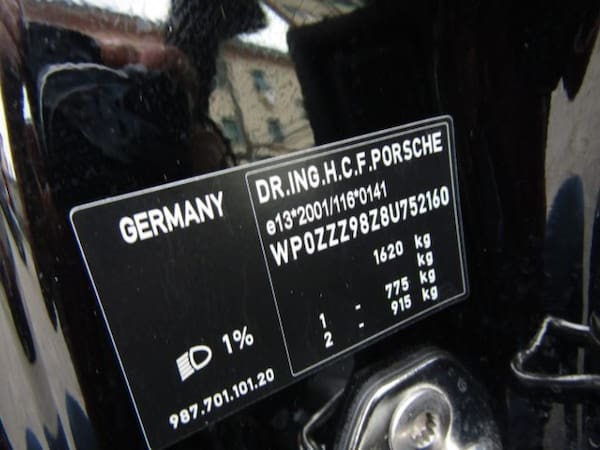 GERMANY
1%
987.701.101.20
DR.ING.H.C.F.PORSCHE
e13*2001/116*0141
WP0ZZZ98Z8U752160
1620 kg
kg
1 - 775 kg
2 - 915 kg